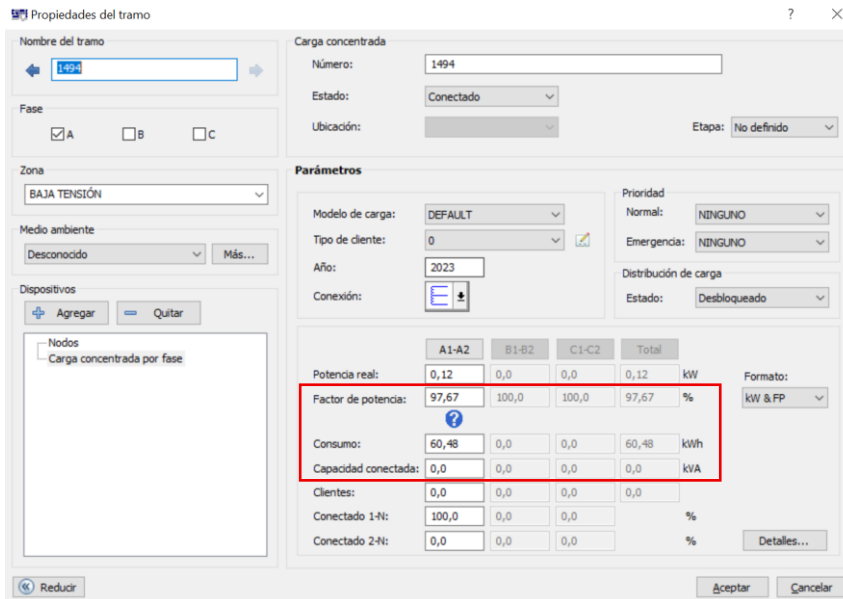 Propiedades del tramo
Nombre del tramo
1494
Fase
A B C
Zona
BAJA TENSIÓN
Medio ambiente
Desconocido Más...
Dispositivos
Agregar Quitar
Nodos
Carga concentrada por fase
Reducir
Carga concentrada
Número: 1494
Estado: Conectado
Ubicación: Etapa: No definido
Parámetros
Modelo de carga: DEFAULT
Tipo de cliente: 0
Año: 2023
Conexión:
Prioridad
Normal: NINGUNO
Emergencia: NINGUNO
Distribución de carga
Estado: Desbloqueado
A1-A2 B1-B2 C1-C2 Total
Potencia real: 0,12 0,0 0,0 0,12 kW
Factor de potencia: 97,67 100,0 100,0 97,67 %
Consumo: 60,48 0,0 0,0 60,48 kWh
Capacidad conectada: 0,0 0,0 0,0 0,0 kVA
Clientes: 0,0 0,0 0,0 0,0
Conectado 1-N: 100,0 0,0 0,0 %
Conectado 2-N: 0,0 0,0 0,0 %
Formato:
kW & FP
Detalles...
Aceptar Cancelar